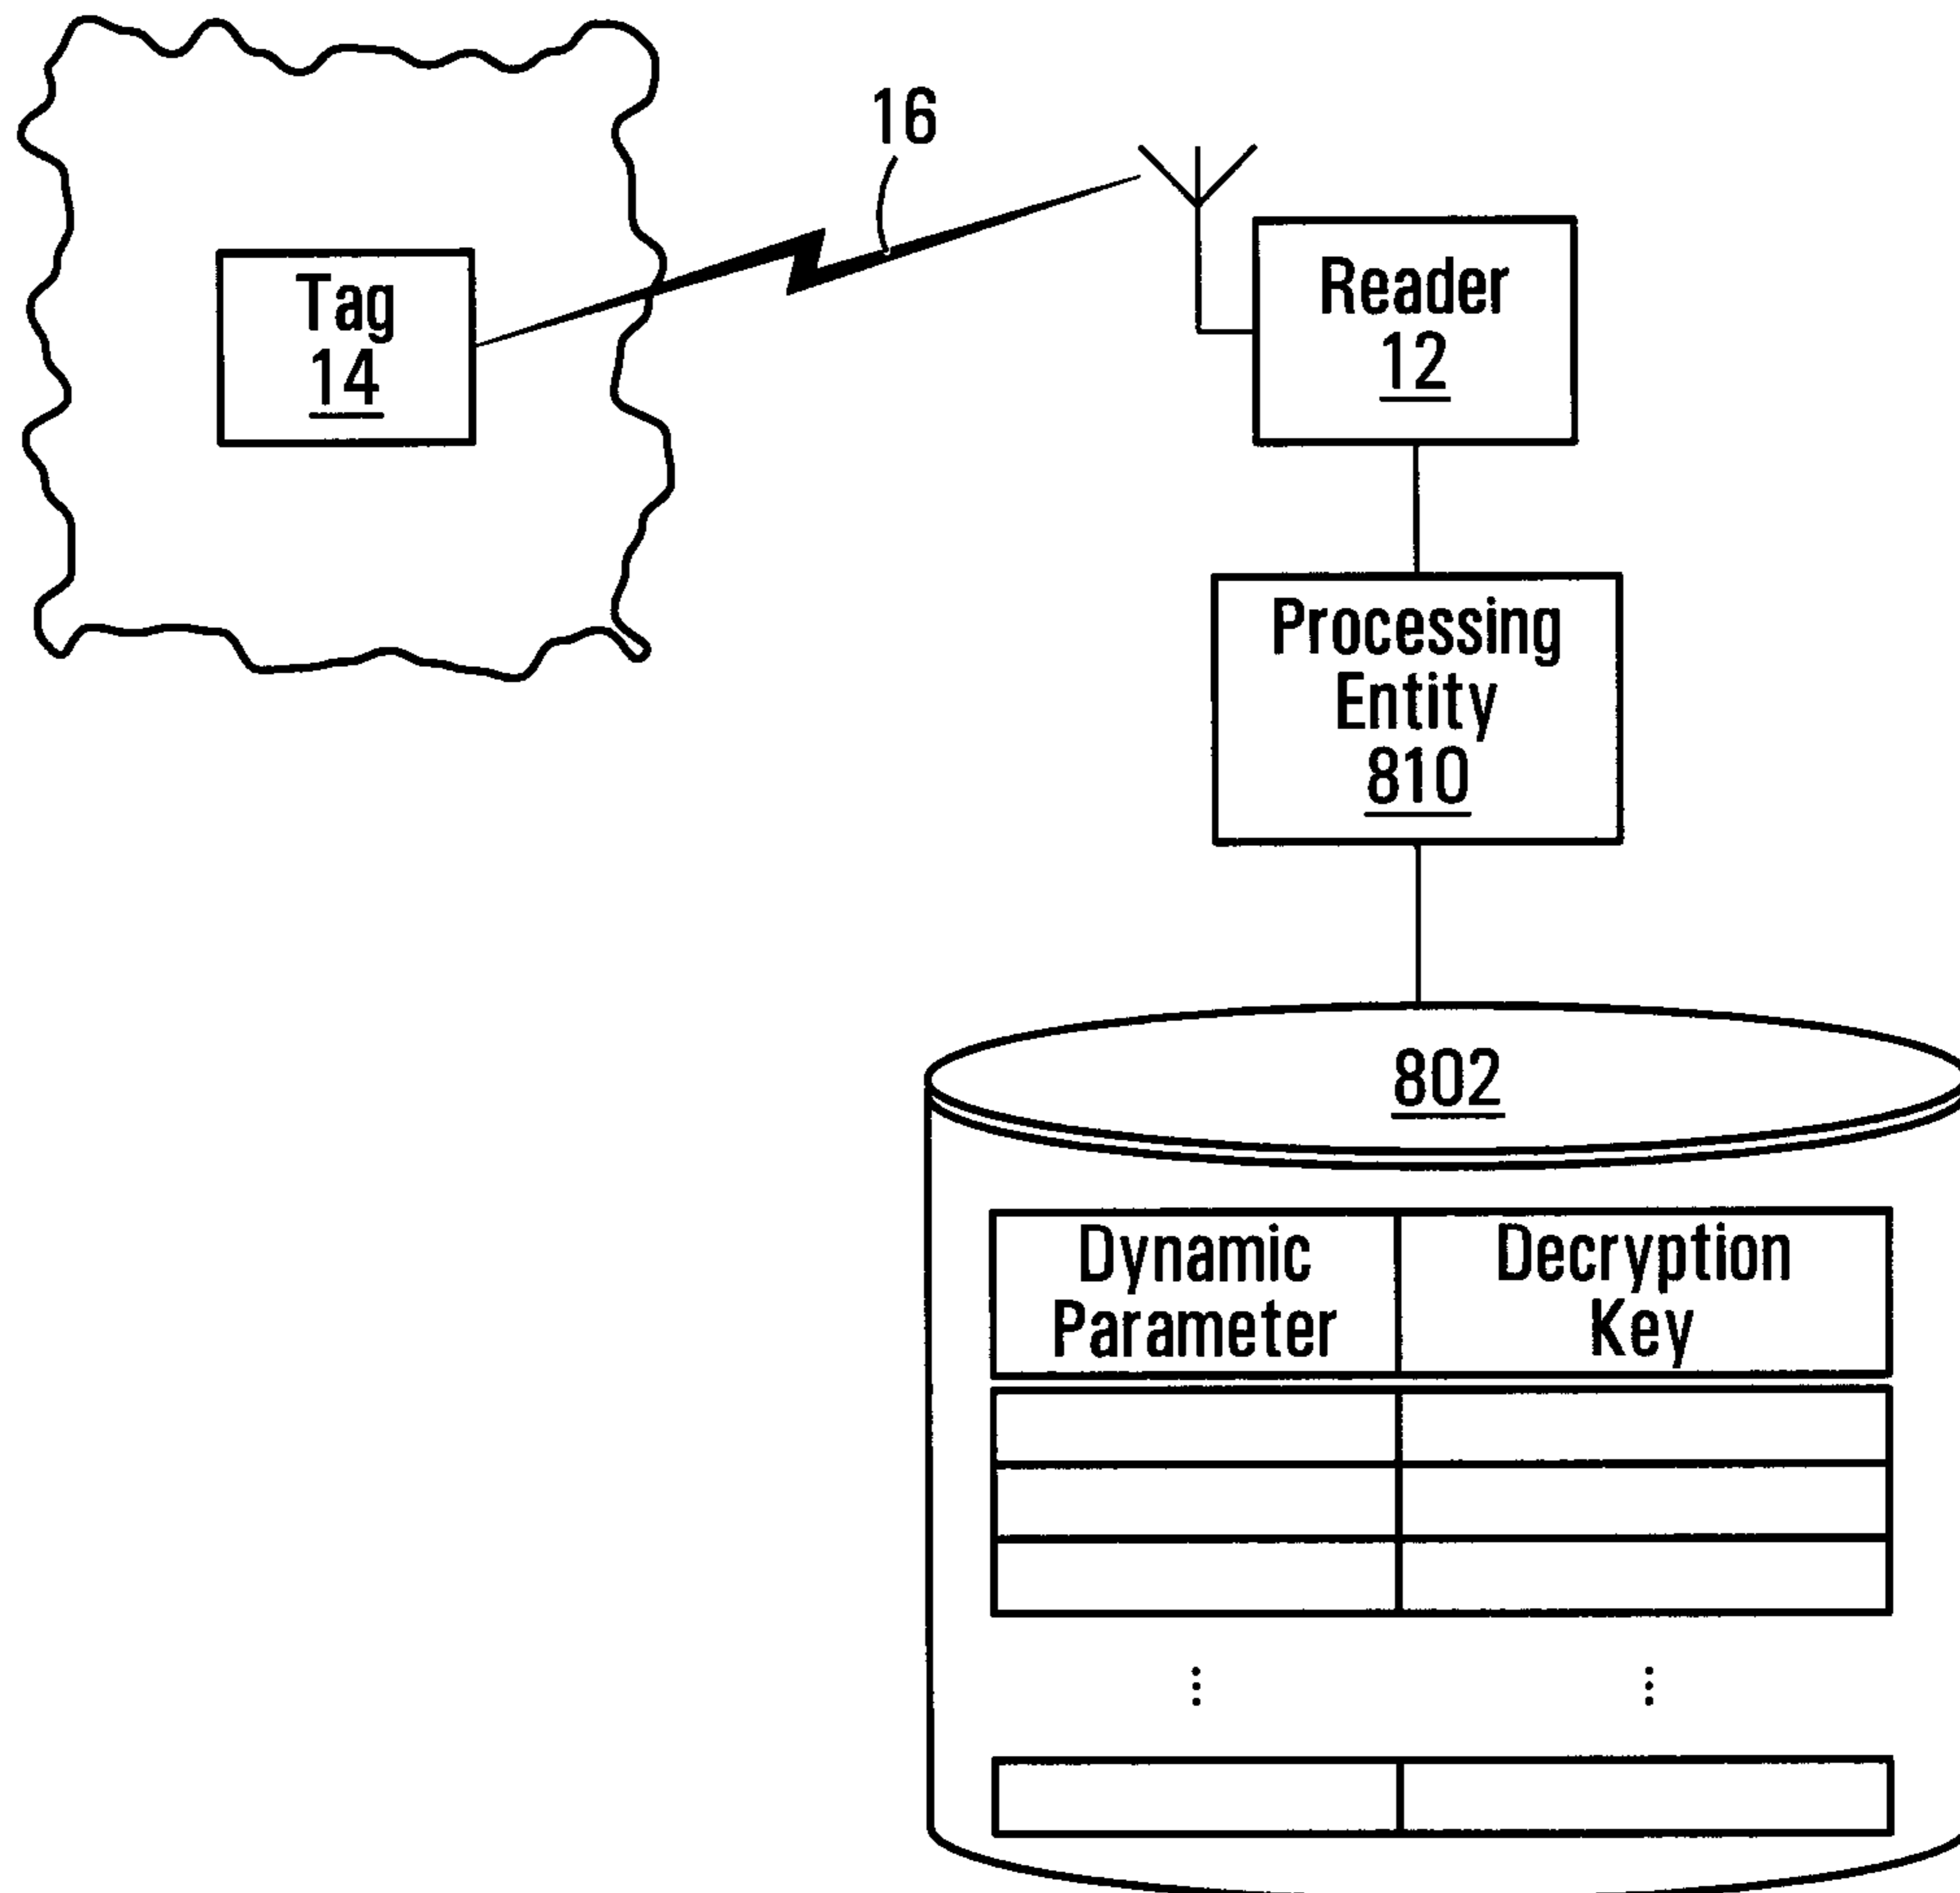 16
Tag
14
Reader
12
Processing
Entity
810
802
Dynamic
Parameter
Decryption
Key